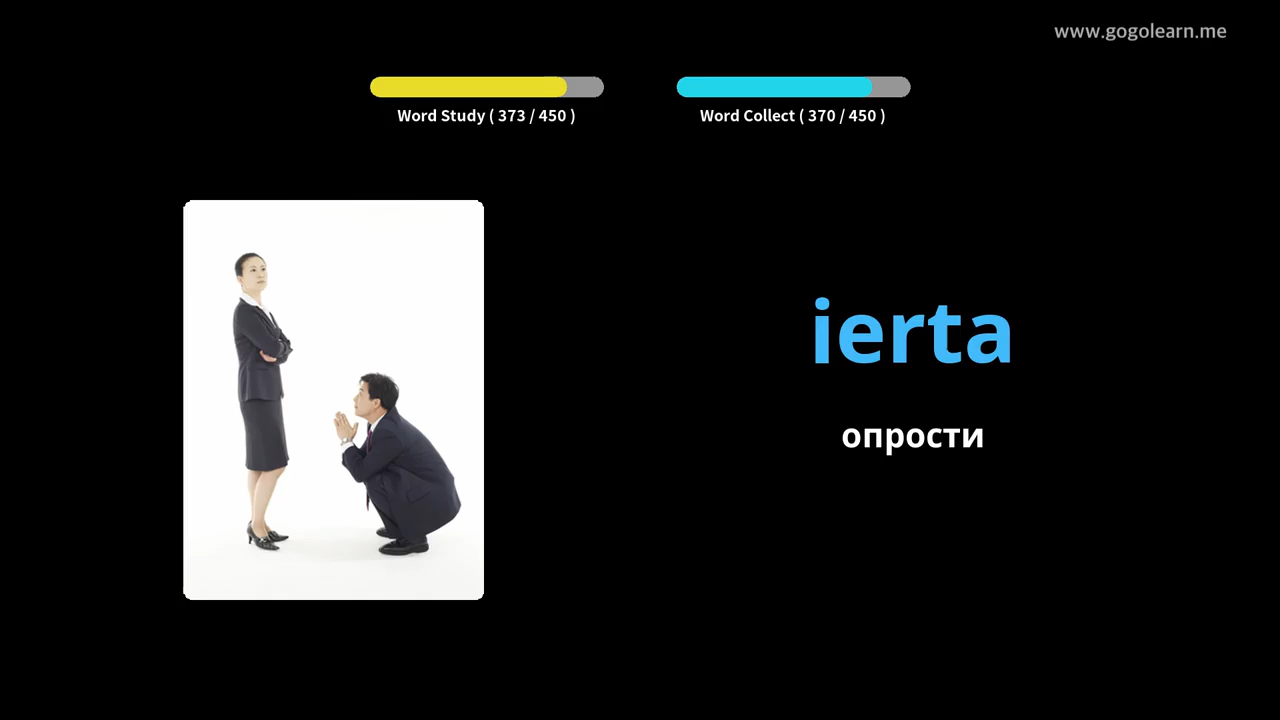 www.gogolearn.me
Word Study ( 373 / 450 )
Word Collect ( 370 / 450 )
ierta
опрости